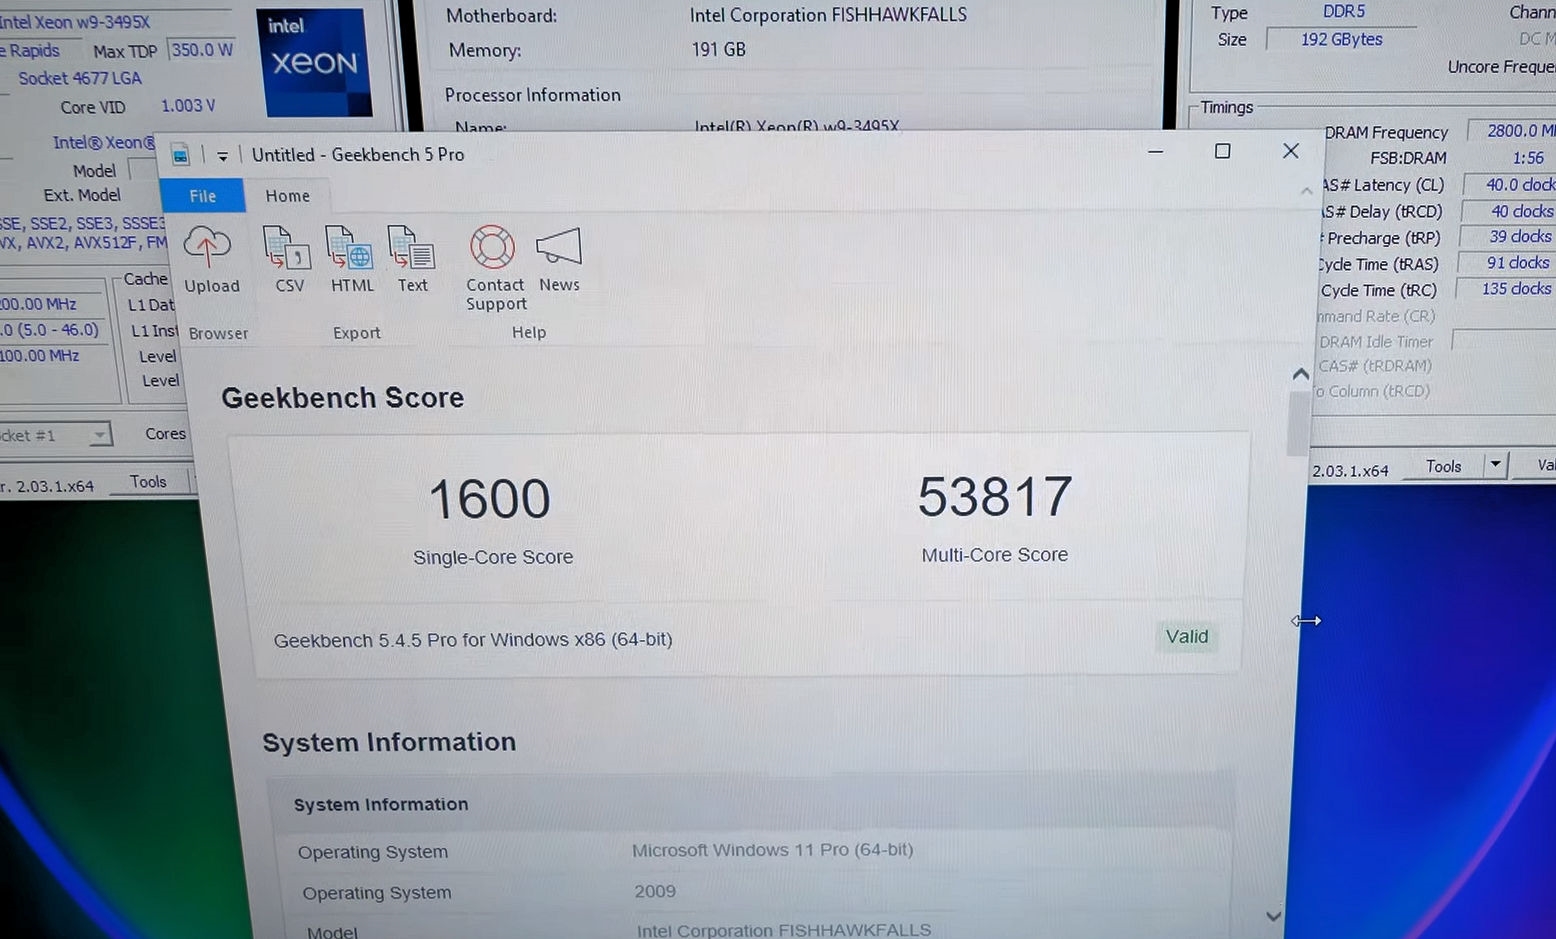 Intel Xeon w9-3495X
e Rapids Max TDP 350.0 W
Socket 4677 LGA
Core VID 1.003 V
Intel® Xeon®
Model
Ext. Model
SSE, SSE2, SSE3, SSSE3
VX, AVX2, AVX512F, FM
intel
XEON
Cache
00.00 MHz L1 Dat
.0 (5.0 - 46.0) L1 Inst
100.00 MHz Level
Level
cket #1 Cores
r. 2.03.1.x64 Tools
Motherboard: Intel Corporation FISHHAWKFALLS
Memory: 191 GB
Processor Information
Name: Intel(R) Xeon(R) w9-3495X
Type DDR5 Chann
Size 192 GBytes DC M
Uncore Freque
Timings
DRAM Frequency 2800.0 M
FSB:DRAM 1:56
AS# Latency (CL) 40.0 clock
S# Delay (tRCD) 40 clocks
Precharge (tRP) 39 clocks
Cycle Time (tRAS) 91 clocks
Cycle Time (tRC) 135 clocks
mmand Rate (CR)
DRAM Idle Timer
CAS# (tRDRAM)
o Column (tRCD)
2.03.1.x64 Tools Val
Untitled - Geekbench 5 Pro
File Home
Upload CSV HTML Text Contact Support News
Browser Export Help
Geekbench Score
1600 53817
Single-Core Score Multi-Core Score
Geekbench 5.4.5 Pro for Windows x86 (64-bit) Valid
System Information
System Information
Operating System Microsoft Windows 11 Pro (64-bit)
Operating System 2009
Model Intel Corporation FISHHAWKFALLS